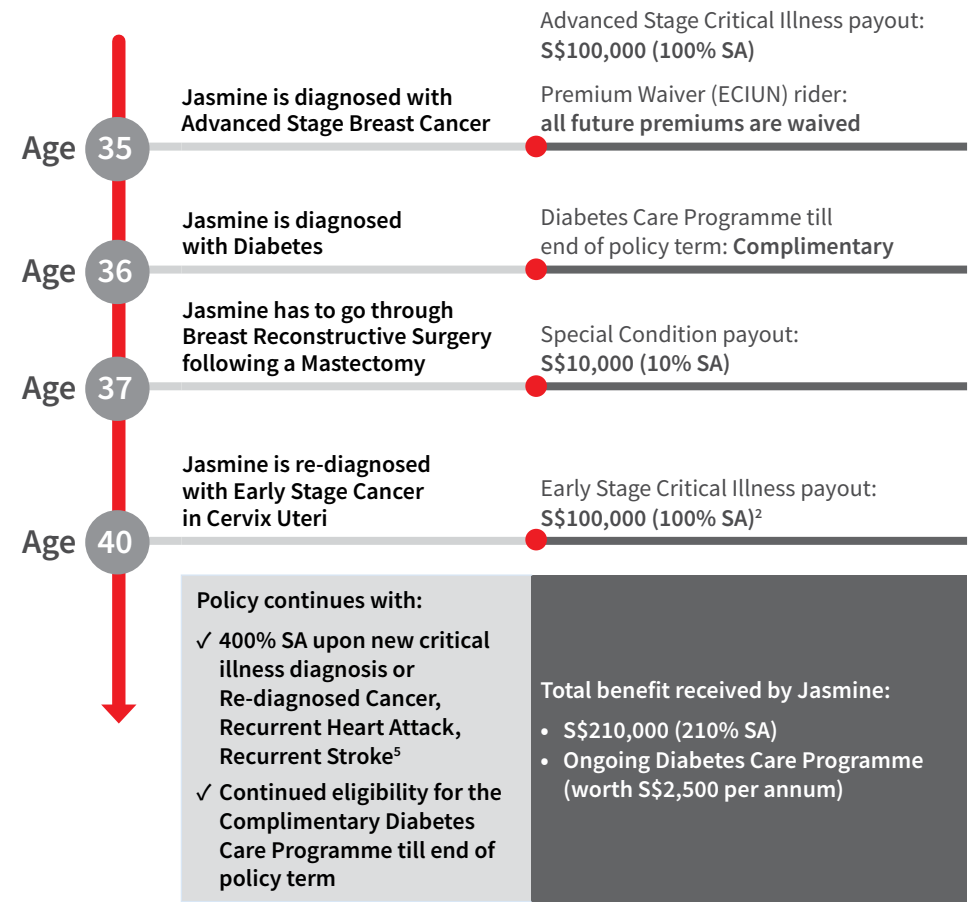 Advanced Stage Critical Illness payout:
S$100,000 (100% SA)
Jasmine is diagnosed with
Advanced Stage Breast Cancer
Premium Waiver (ECIUN) rider:
all future premiums are waived
Age 35
Jasmine is diagnosed
with Diabetes
Diabetes Care Programme till
end of policy term: Complimentary
Age 36
Jasmine has to go through
Breast Reconstructive Surgery
following a Mastectomy
Special Condition payout:
S$10,000 (10% SA)
Age 37
Jasmine is re-diagnosed
with Early Stage Cancer
in Cervix Uteri
Early Stage Critical Illness payout:
S$100,000 (100% SA)²
Age 40
Policy continues with:
✓ 400% SA upon new critical
illness diagnosis or
Re-diagnosed Cancer,
Recurrent Heart Attack,
Recurrent Stroke⁵
✓ Continued eligibility for the
Complimentary Diabetes
Care Programme till end of
policy term
Total benefit received by Jasmine:
• S$210,000 (210% SA)
• Ongoing Diabetes Care Programme
(worth S$2,500 per annum)